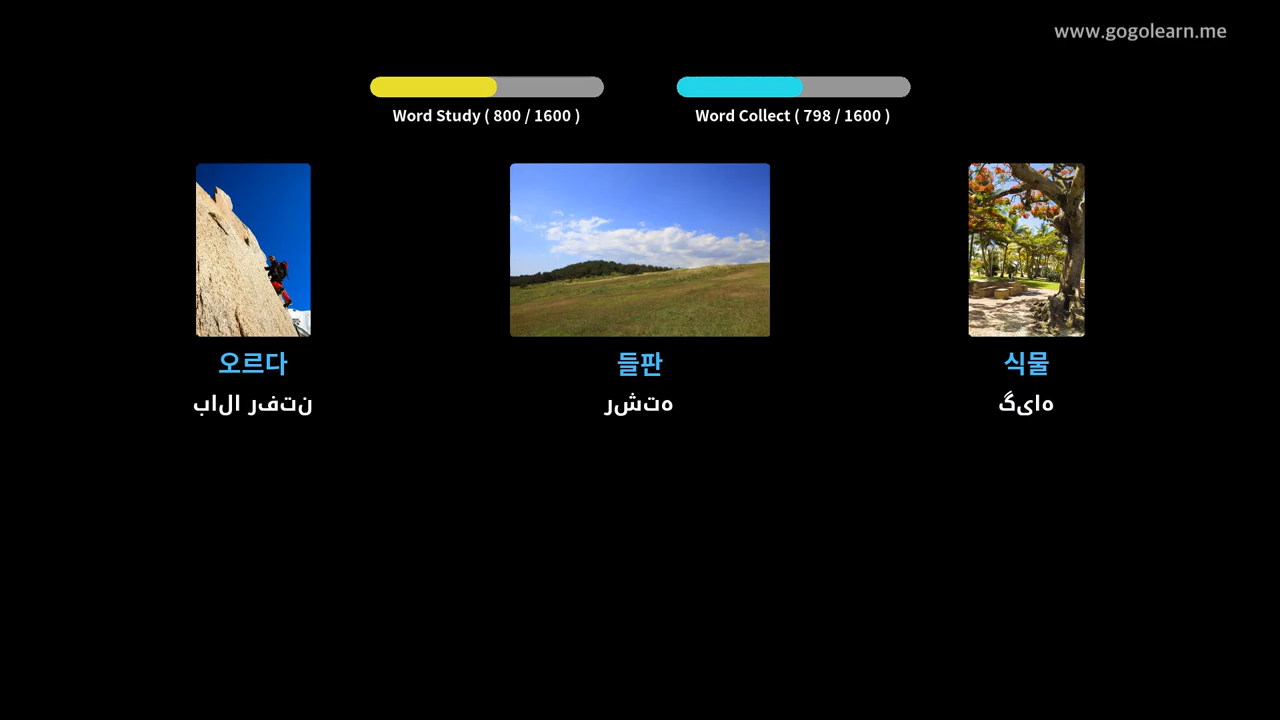 www.gogolearn.me
Word Study ( 800 / 1600 )
Word Collect ( 798 / 1600 )
오르다
들판
식물
بالا رفتن
رشته
گیاه